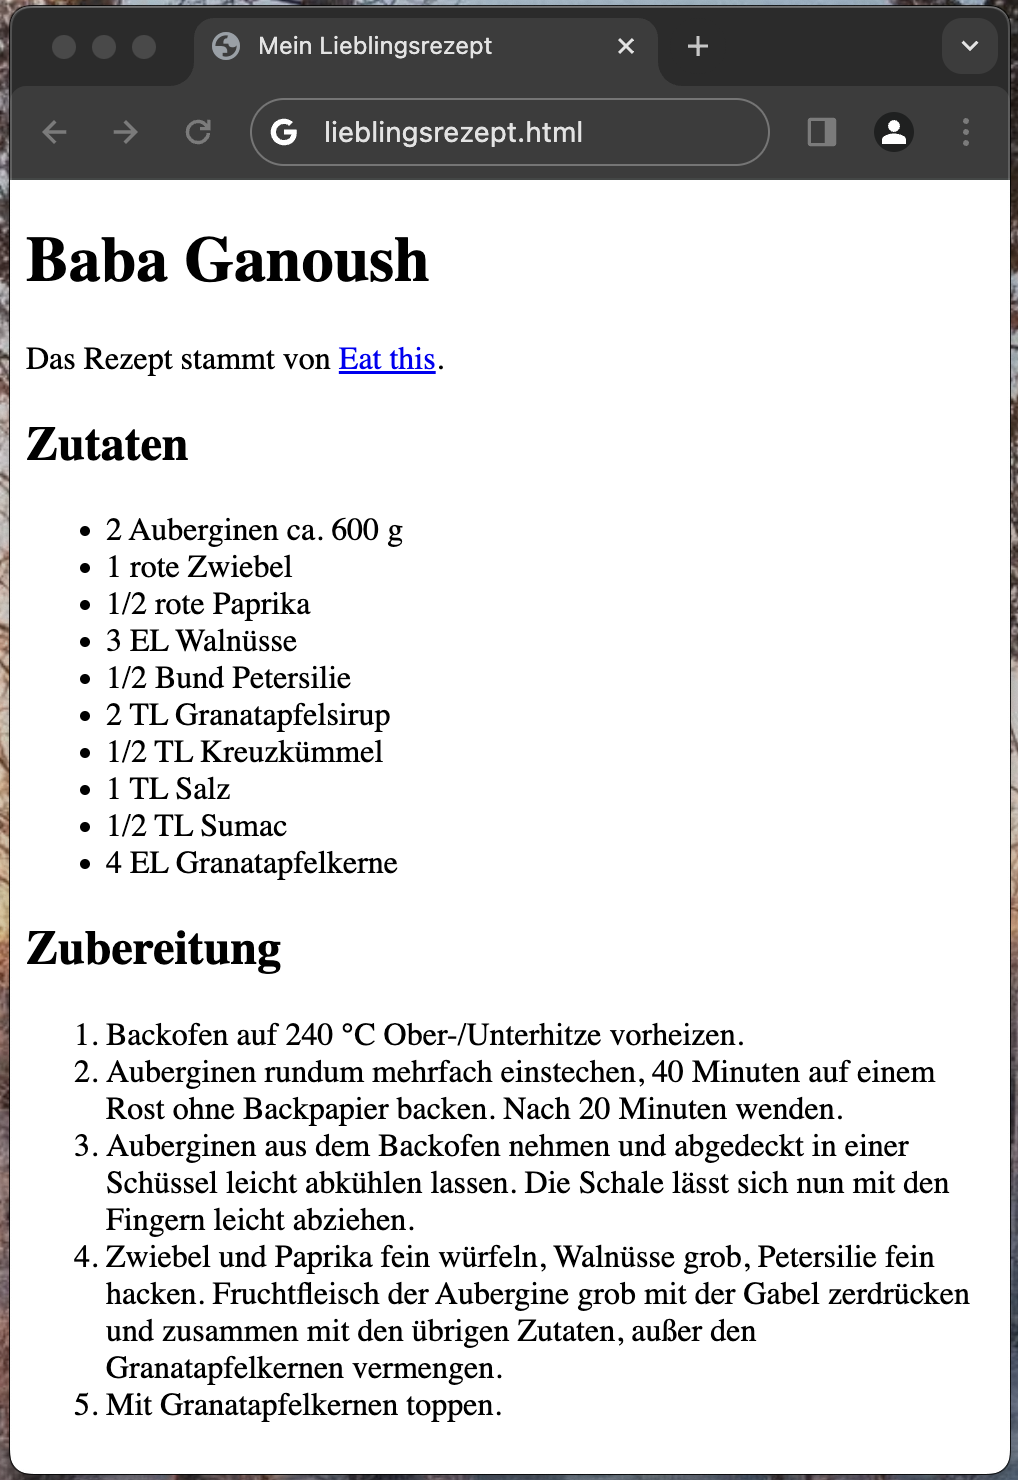 Mein Lieblingsrezept
lieblingsrezept.html
Baba Ganoush
Das Rezept stammt von Eat this.
Zutaten
• 2 Auberginen ca. 600 g
• 1 rote Zwiebel
• 1/2 rote Paprika
• 3 EL Walnüsse
• 1/2 Bund Petersilie
• 2 TL Granatapfelsirup
• 1/2 TL Kreuzkümmel
• 1 TL Salz
• 1/2 TL Sumac
• 4 EL Granatapfelkerne
Zubereitung
1. Backofen auf 240 °C Ober-/Unterhitze vorheizen.
2. Auberginen rundum mehrfach einstechen, 40 Minuten auf einem
Rost ohne Backpapier backen. Nach 20 Minuten wenden.
3. Auberginen aus dem Backofen nehmen und abgedeckt in einer
Schüssel leicht abkühlen lassen. Die Schale lässt sich nun mit den
Fingern leicht abziehen.
4. Zwiebel und Paprika fein würfeln, Walnüsse grob, Petersilie fein
hacken. Fruchtfleisch der Aubergine grob mit der Gabel zerdrücken
und zusammen mit den übrigen Zutaten, außer den
Granatapfelkernen vermengen.
5. Mit Granatapfelkernen toppen.